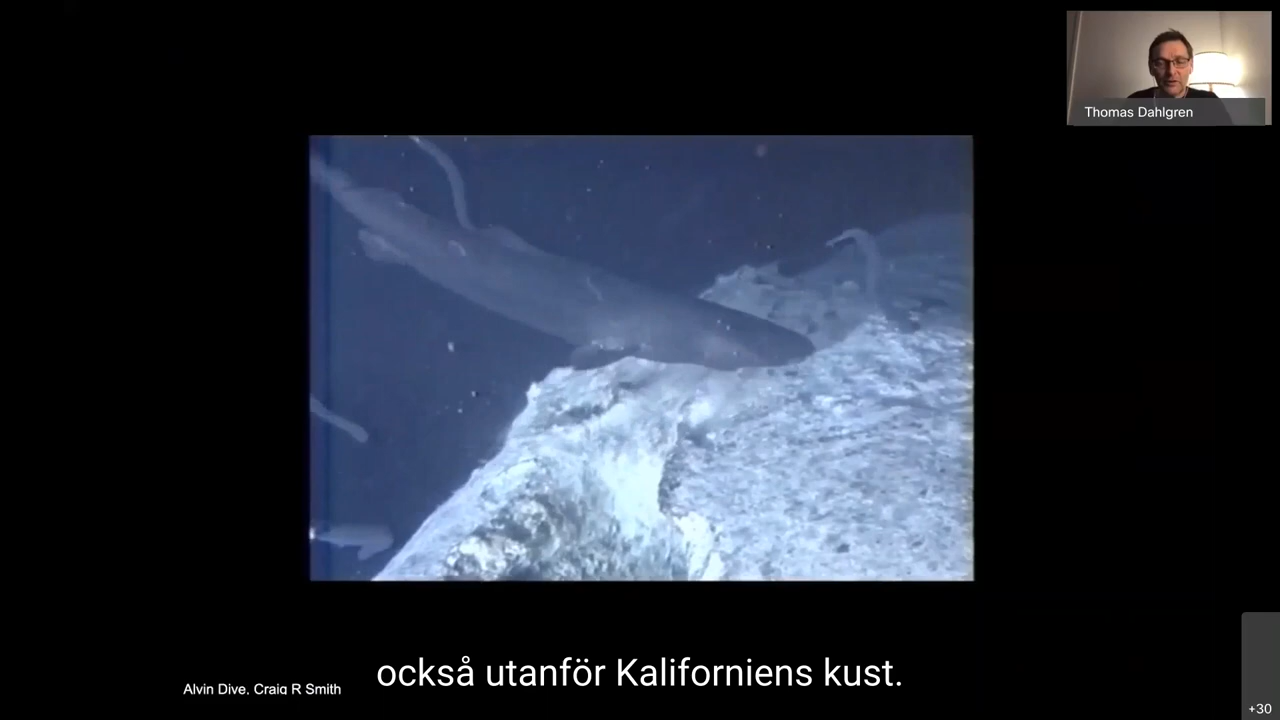 Thomas Dahlgren
också utanför Kaliforniens kust.
Alvin Dive, Craig R Smith
+30